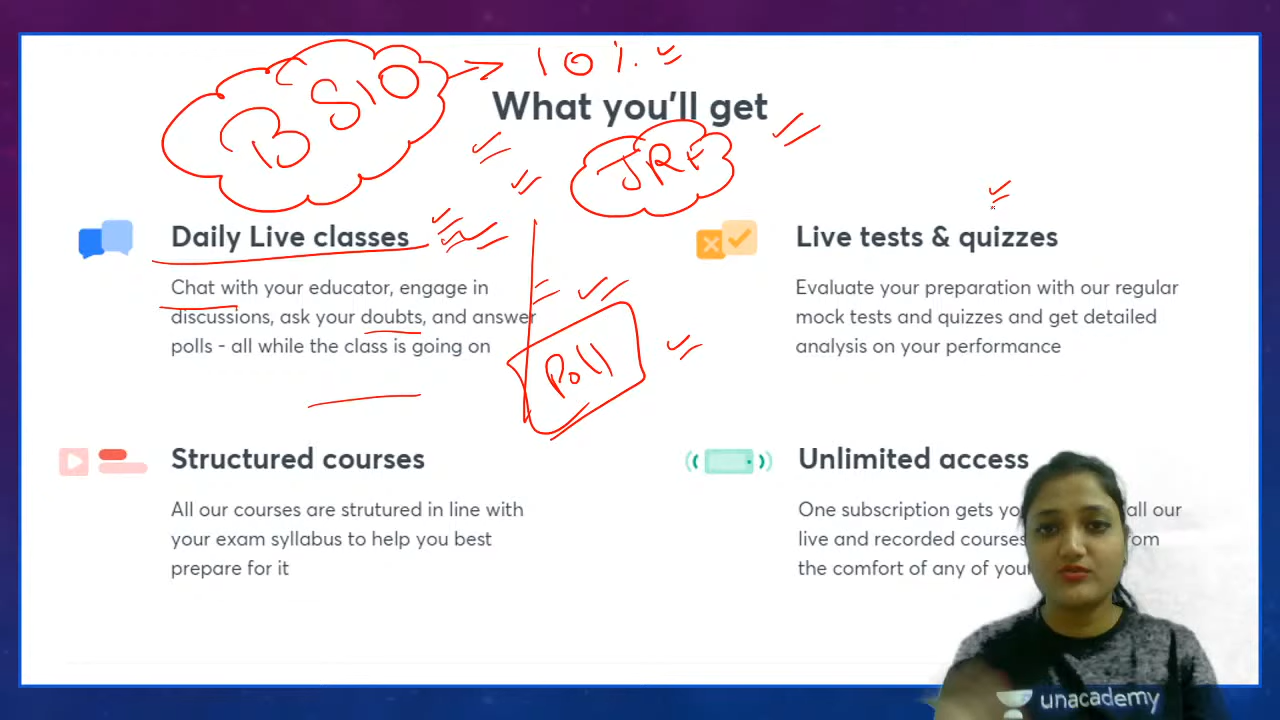 10%
BS10
What you'll get
JRF
Daily Live classes
Chat with your educator, engage in
discussions, ask your doubts, and answer
polls - all while the class is going on
Poll
Live tests & quizzes
Evaluate your preparation with our regular
mock tests and quizzes and get detailed
analysis on your performance
Structured courses
All our courses are strutured in line with
your exam syllabus to help you best
prepare for it
Unlimited access
One subscription gets all our
live and recorded courses
the comfort of any of
unacademy